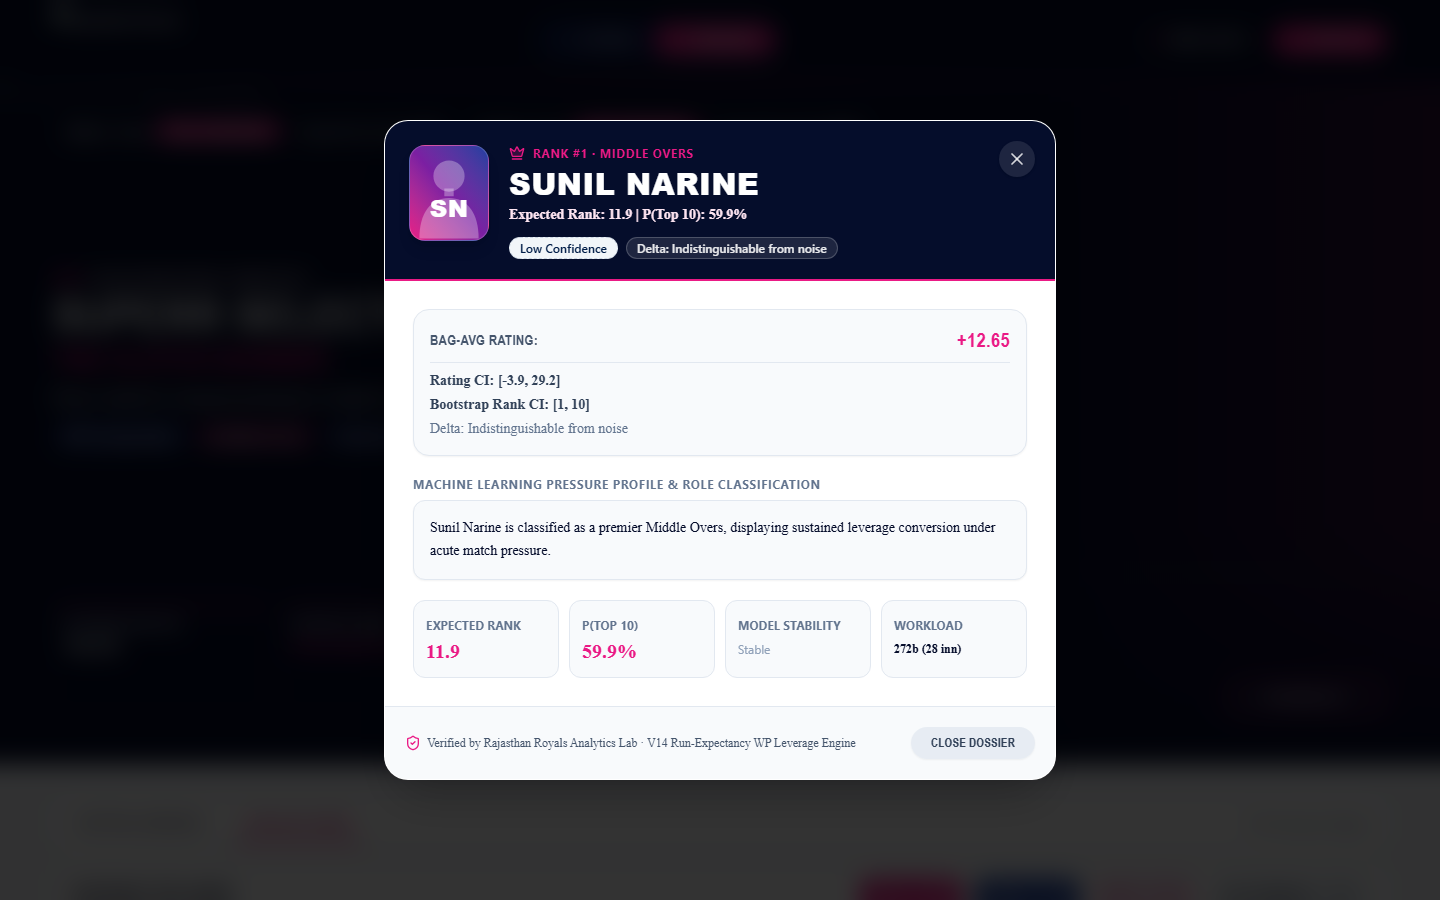 RANK #1 · MIDDLE OVERS
SN
SUNIL NARINE
Expected Rank: 11.9 | P(Top 10): 59.9%
Low Confidence
Delta: Indistinguishable from noise
BAG-AVG RATING:
+12.65
Rating CI: [-3.9, 29.2]
Bootstrap Rank CI: [1, 10]
Delta: Indistinguishable from noise
MACHINE LEARNING PRESSURE PROFILE & ROLE CLASSIFICATION
Sunil Narine is classified as a premier Middle Overs, displaying sustained leverage conversion under
acute match pressure.
EXPECTED RANK
11.9
P(TOP 10)
59.9%
MODEL STABILITY
Stable
WORKLOAD
272b (28 inn)
Verified by Rajasthan Royals Analytics Lab · V14 Run-Expectancy WP Leverage Engine
CLOSE DOSSIER